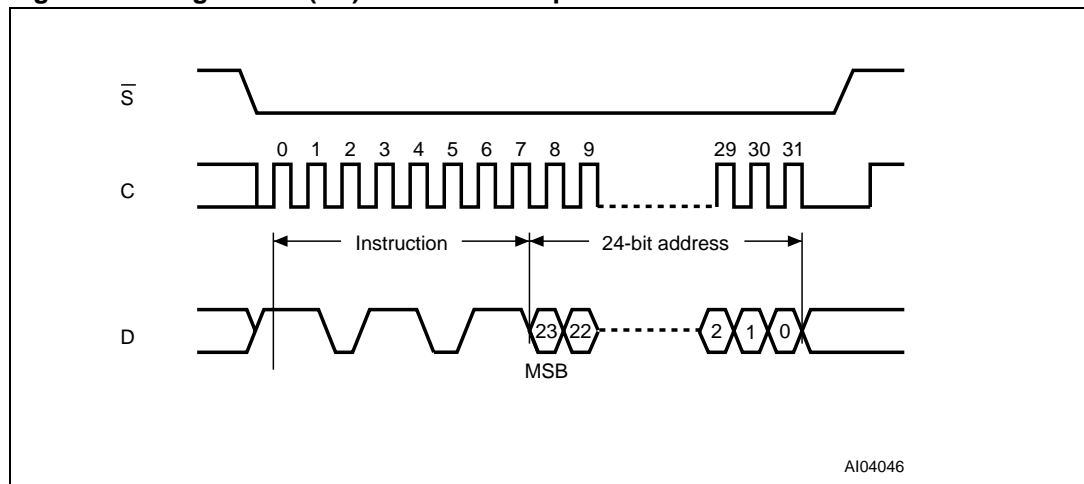 S
0 1 2 3 4 5 6 7 8 9 29 30 31
C
Instruction 24-bit address
D 23 22 2 1 0
MSB
AI04046